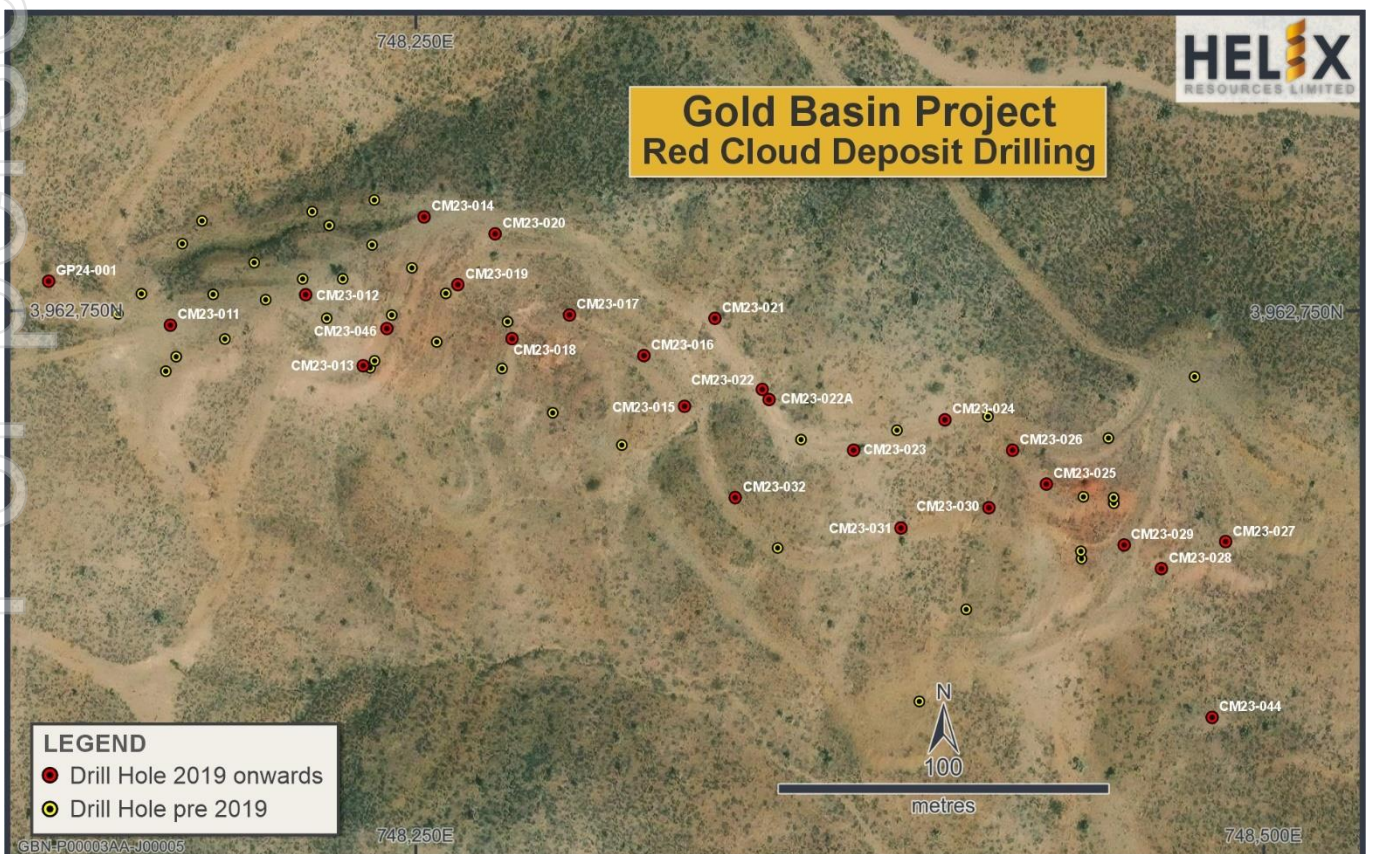 748,250E
HELIX
RESOURCES LIMITED
Gold Basin Project
Red Cloud Deposit Drilling
CM23-014
CM23-020
GP24-001
CM23-019
CM23-012
3,962,750N
CM23-011
CM23-017
CM23-021
3,962,750N
CM23-046
CM23-018
CM23-016
CM23-013
CM23-022
CM23-022A
CM23-015
CM23-024
CM23-023
CM23-026
CM23-025
CM23-032
CM23-030
CM23-031
CM23-029
CM23-027
CM23-028
N
CM23-044
100
metres
LEGEND
Drill Hole 2019 onwards
Drill Hole pre 2019
748,250E
748,500E
GBN-P00003AA-J00005